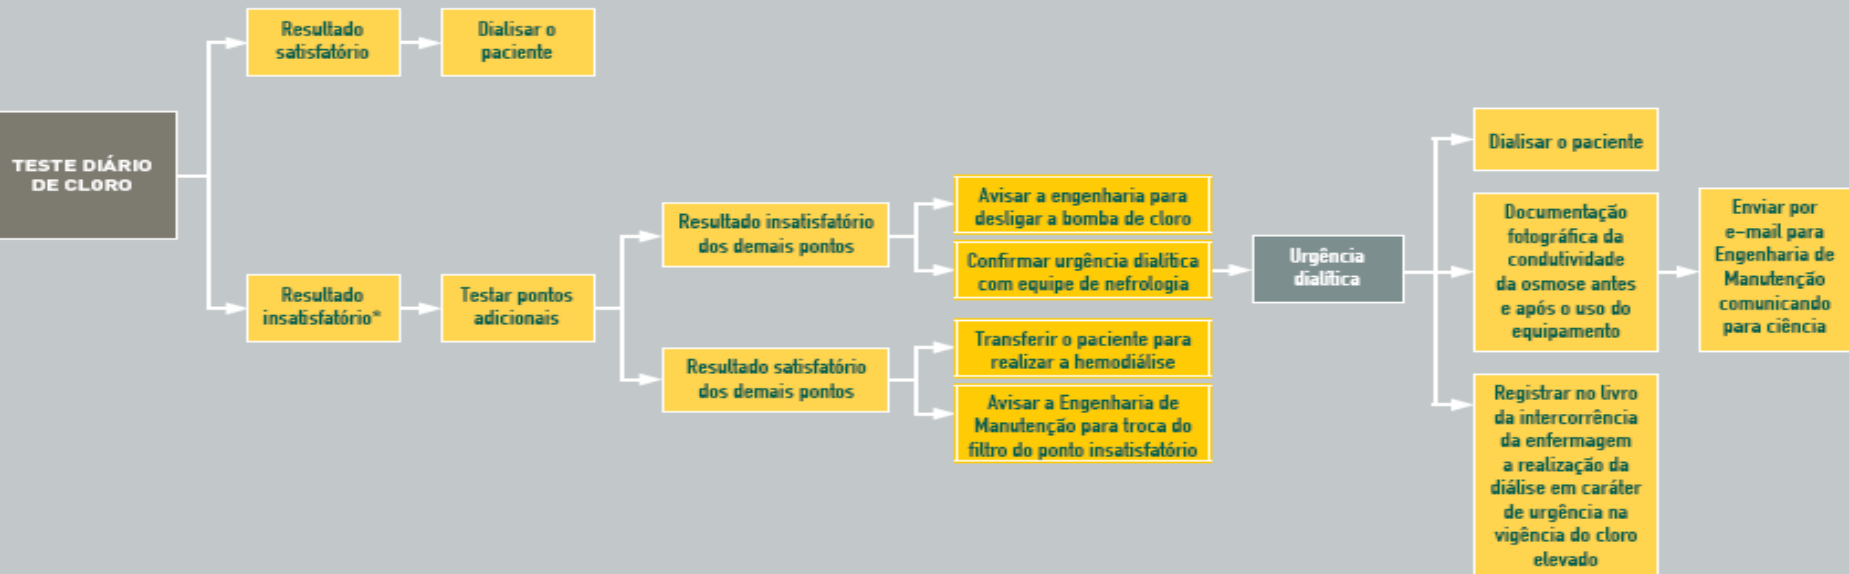 Resultado
satisfatório
Dialisar o
paciente
TESTE DIÁRIO
DE CLORO
Resultado
insatisfatório*
Testar pontos
adicionais
Resultado insatisfatório
dos demais pontos
Avisar a engenharia para
desligar a bomba de cloro
Confirmar urgência dialítica
com equipe de nefrologia
Resultado satisfatório
dos demais pontos
Transferir o paciente para
realizar a hemodiálise
Avisar a Engenharia de
Manutenção para troca do
filtro do ponto insatisfatório
Urgência
dialítica
Dialisar o paciente
Documentação
fotográfica da
condutividade
da osmose antes
e após o uso do
equipamento
Enviar por
e-mail para
Engenharia de
Manutenção
comunicando
para ciência
Registrar no livro
da intercorrência
da enfermagem
a realização da
diálise em caráter
de urgência na
vigência do cloro
elevado